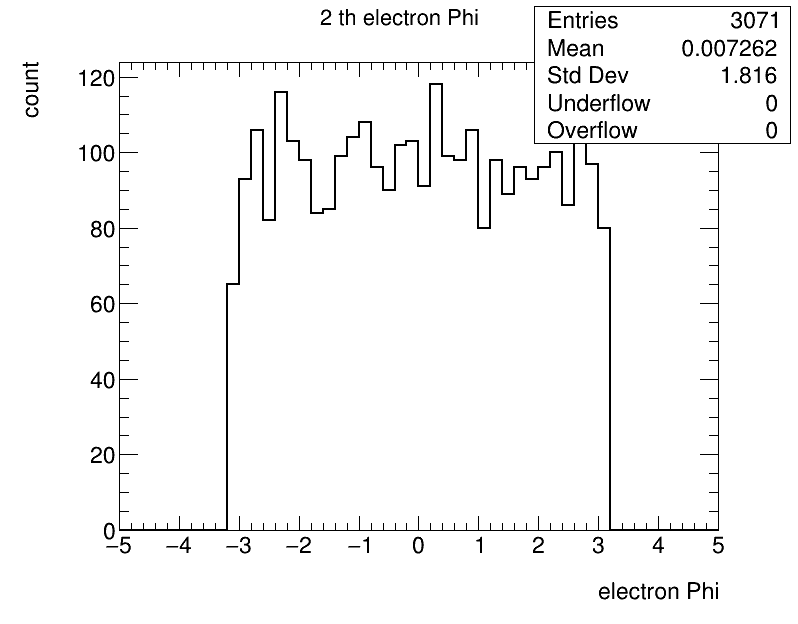 2 th electron Phi
Entries 3071
Mean 0.007262
Std Dev 1.816
Underflow 0
Overflow 0
count
120
100
80
60
40
20
0
−5 −4 −3 −2 −1 0 1 2 3 4 5
electron Phi